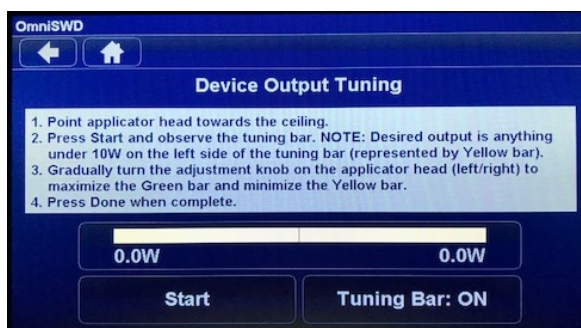 OmniSWD
Device Output Tuning
1. Point applicator head towards the ceiling.
2. Press Start and observe the tuning bar. NOTE: Desired output is anything
under 10W on the left side of the tuning bar (represented by Yellow bar).
3. Gradually turn the adjustment knob on the applicator head (left/right) to
maximize the Green bar and minimize the Yellow bar.
4. Press Done when complete.
0.0W 0.0W
Start Tuning Bar: ON